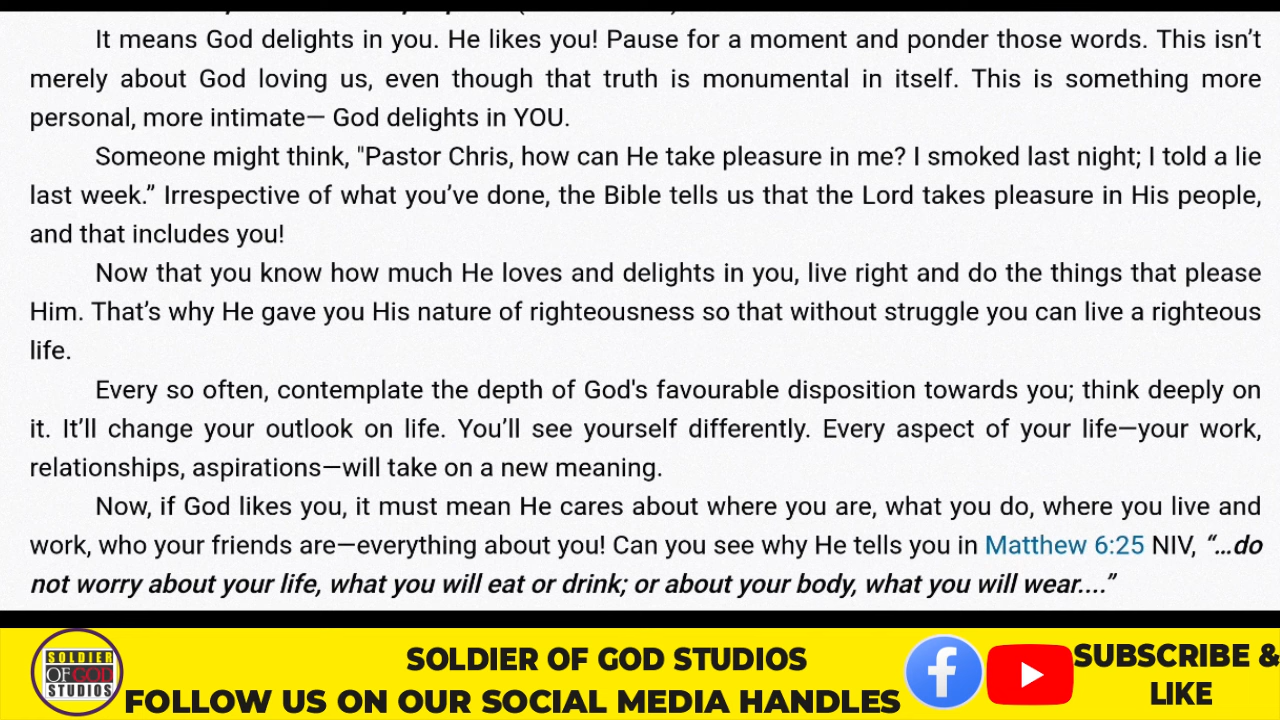 It means God delights in you. He likes you! Pause for a moment and ponder those words. This isn’t
merely about God loving us, even though that truth is monumental in itself. This is something more
personal, more intimate— God delights in YOU.
Someone might think, "Pastor Chris, how can He take pleasure in me? I smoked last night; I told a lie
last week.” Irrespective of what you’ve done, the Bible tells us that the Lord takes pleasure in His people,
and that includes you!
Now that you know how much He loves and delights in you, live right and do the things that please
Him. That’s why He gave you His nature of righteousness so that without struggle you can live a righteous
life.
Every so often, contemplate the depth of God's favourable disposition towards you; think deeply on
it. It’ll change your outlook on life. You’ll see yourself differently. Every aspect of your life—your work,
relationships, aspirations—will take on a new meaning.
Now, if God likes you, it must mean He cares about where you are, what you do, where you live and
work, who your friends are—everything about you! Can you see why He tells you in Matthew 6:25 NIV, “...do
not worry about your life, what you will eat or drink; or about your body, what you will wear....”
SOLDIER
OF GOD
STUDIOS
SOLDIER OF GOD STUDIOS
FOLLOW US ON OUR SOCIAL MEDIA HANDLES
SUBSCRIBE &
LIKE